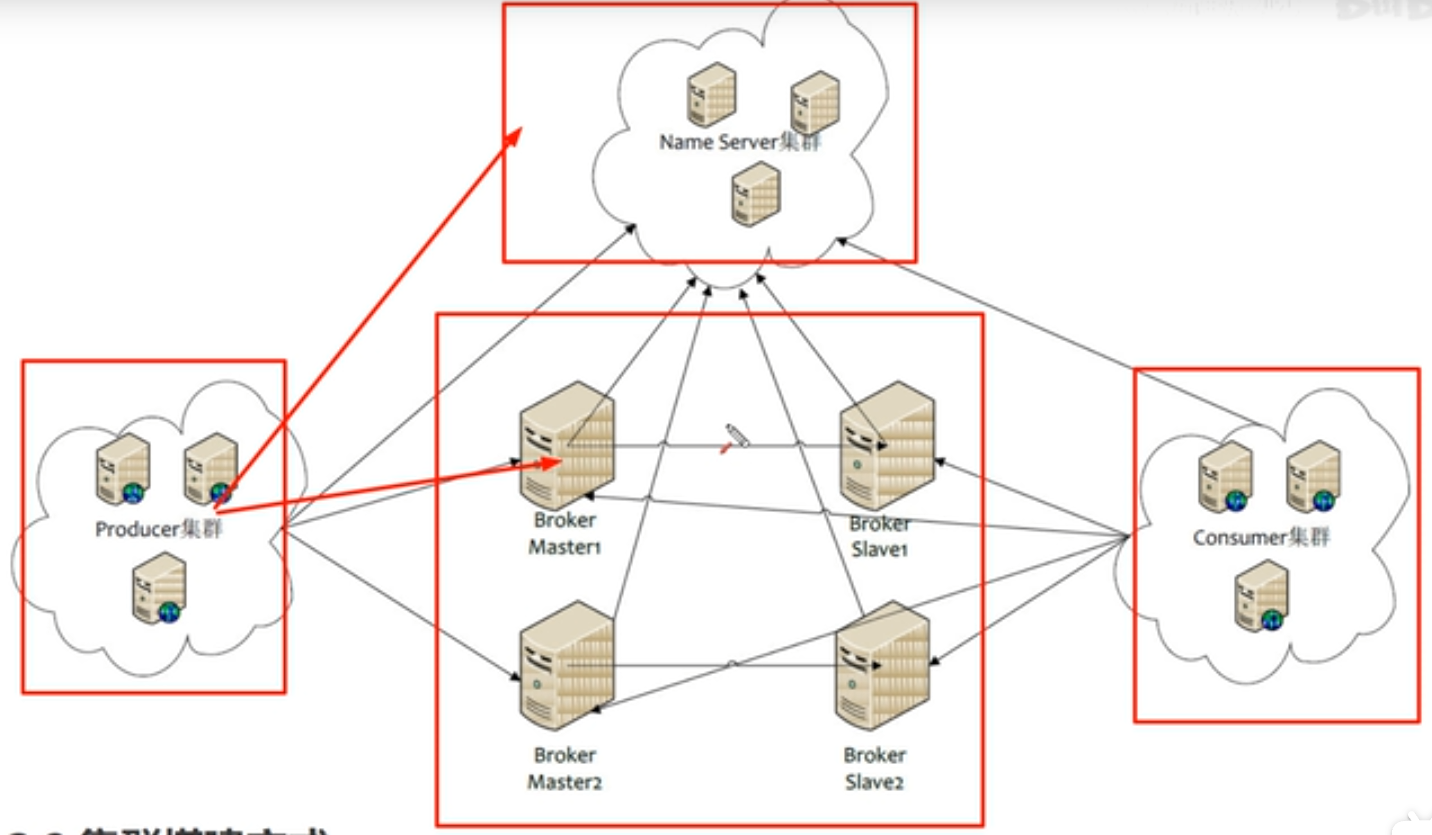 Name Server集群
Producer集群
Broker
Master1
Broker
Slave1
Consumer集群
Broker
Master2
Broker
Slave2